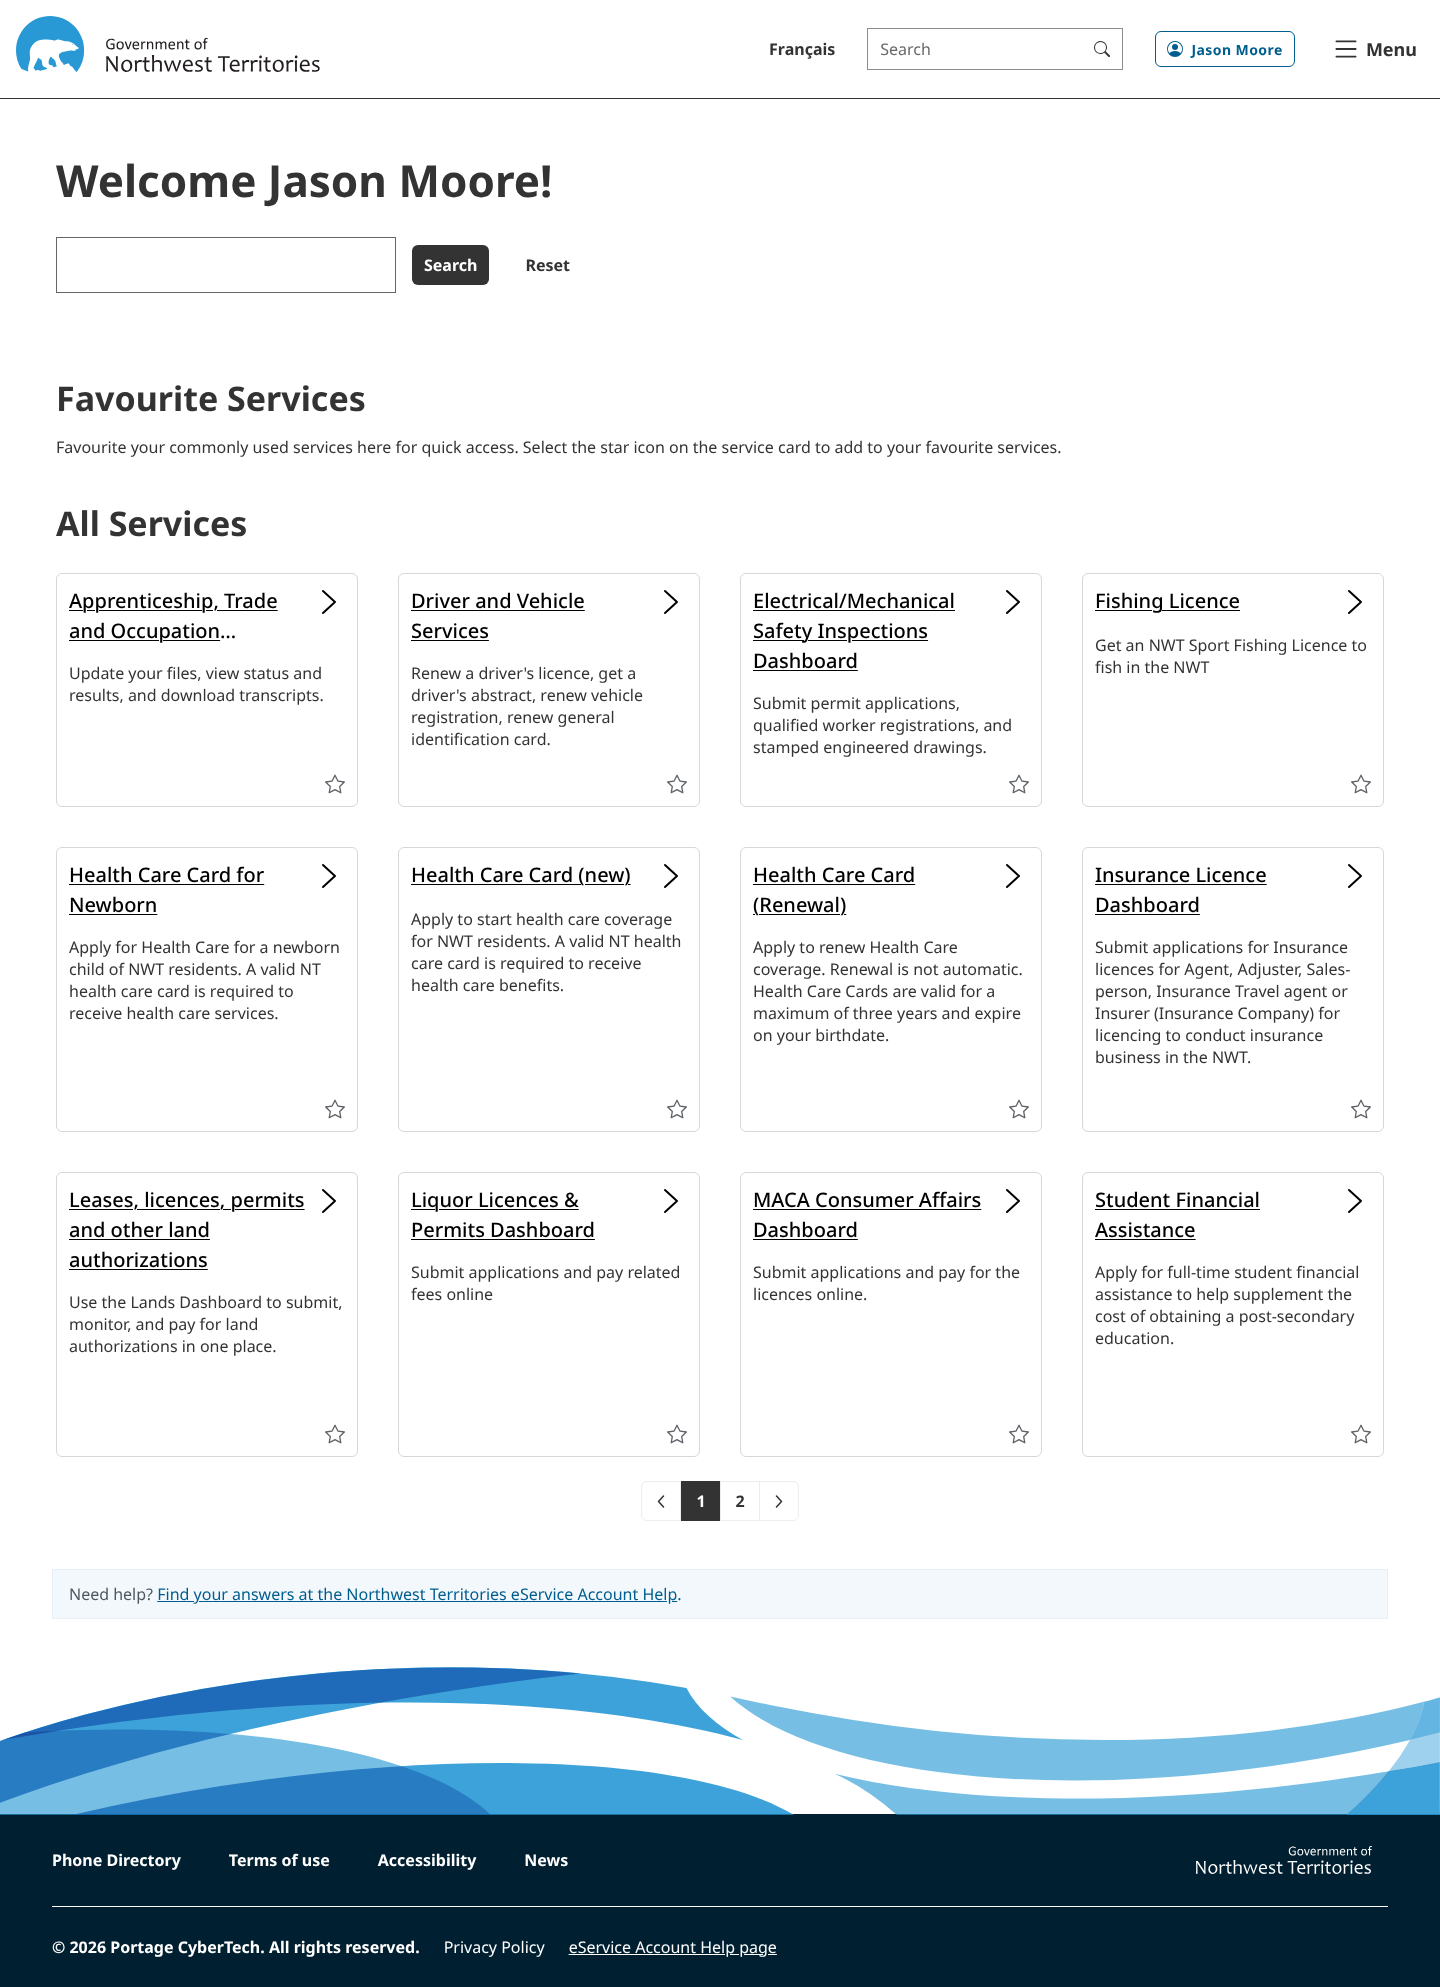 Government of
Northwest Territories
Français
Search
Jason Moore
Menu
Welcome Jason Moore!
Search
Reset
Favourite Services
Favourite your commonly used services here for quick access. Select the star icon on the service card to add to your favourite services.
All Services
Apprenticeship, Trade
and Occupation...
Update your files, view status and
results, and download transcripts.
Driver and Vehicle
Services
Renew a driver's licence, get a
driver's abstract, renew vehicle
registration, renew general
identification card.
Electrical/Mechanical
Safety Inspections
Dashboard
Submit permit applications,
qualified worker registrations, and
stamped engineered drawings.
Fishing Licence
Get an NWT Sport Fishing Licence to
fish in the NWT
Health Care Card for
Newborn
Apply for Health Care for a newborn
child of NWT residents. A valid NT
health care card is required to
receive health care services.
Health Care Card (new)
Apply to start health care coverage
for NWT residents. A valid NT health
care card is required to receive
health care benefits.
Health Care Card
(Renewal)
Apply to renew Health Care
coverage. Renewal is not automatic.
Health Care Cards are valid for a
maximum of three years and expire
on your birthdate.
Insurance Licence
Dashboard
Submit applications for Insurance
licences for Agent, Adjuster, Sales-
person, Insurance Travel agent or
Insurer (Insurance Company) for
licencing to conduct insurance
business in the NWT.
Leases, licences, permits
and other land
authorizations
Use the Lands Dashboard to submit,
monitor, and pay for land
authorizations in one place.
Liquor Licences &
Permits Dashboard
Submit applications and pay related
fees online
MACA Consumer Affairs
Dashboard
Submit applications and pay for the
licences online.
Student Financial
Assistance
Apply for full-time student financial
assistance to help supplement the
cost of obtaining a post-secondary
education.
1
2
Need help? Find your answers at the Northwest Territories eService Account Help.
Phone Directory
Terms of use
Accessibility
News
Government of
Northwest Territories
© 2026 Portage CyberTech. All rights reserved.
Privacy Policy
eService Account Help page